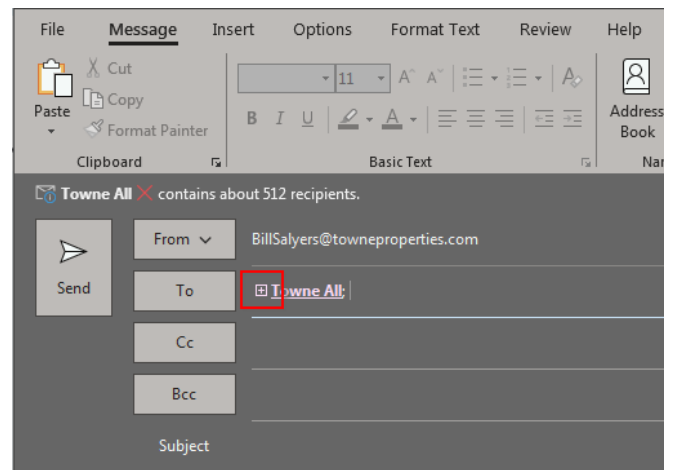 File Message Insert Options Format Text Review Help
Cut
Copy
Format Painter
Paste
11
A A A
B I U A
Address
Book
Clipboard Basic Text
Towne All contains about 512 recipients.
From BillSalyers@towneproperties.com
Send
To Towne All;
Cc
Bcc
Subject